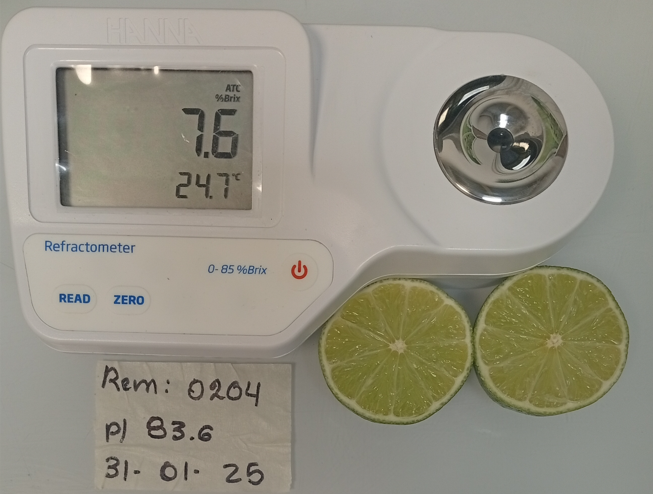 HANNA
ATC
%Brix
7.6
24.7°C
Refractometer
0-85 %Brix
READ ZERO
Rem: 0204
pl 83.6
31-01-25